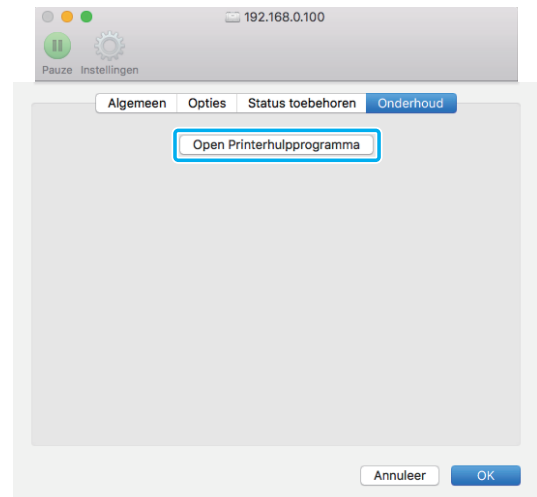 192.168.0.100
Pauze Instellingen
Algemeen Opties Status toebehoren Onderhoud
Open Printerhulpprogramma
Annuleer OK